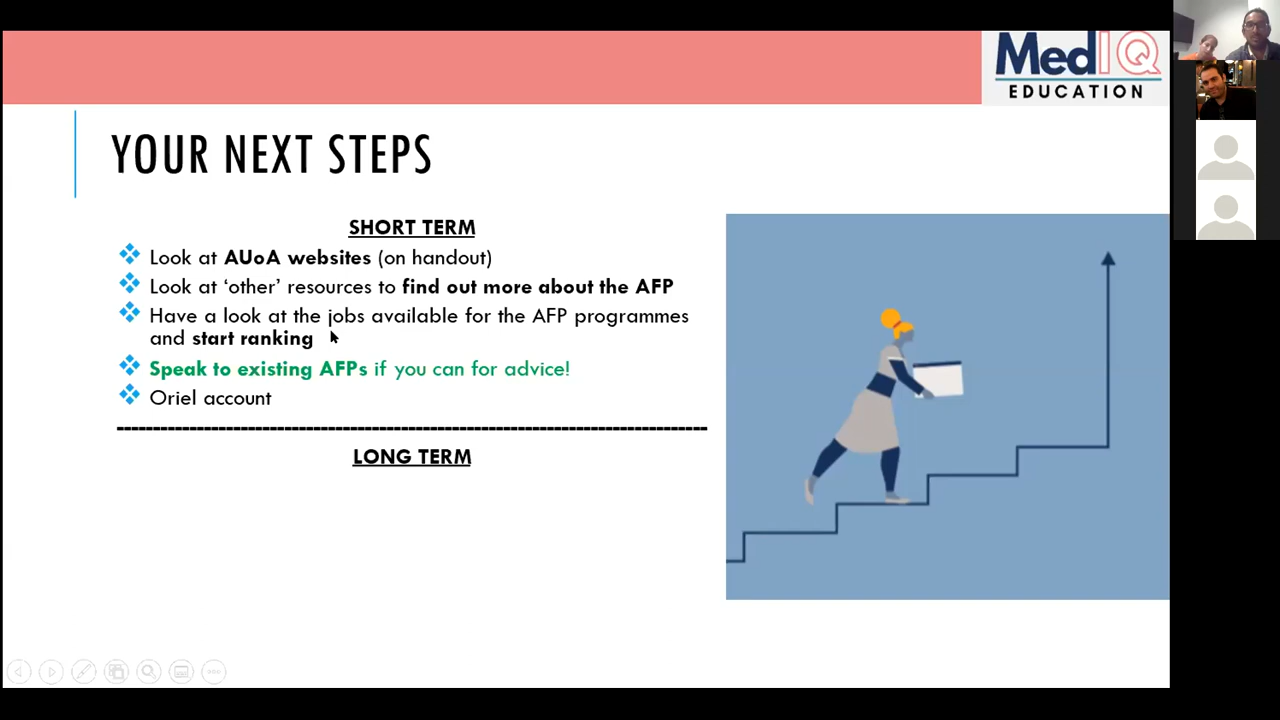 MedIQ
EDUCATION
YOUR NEXT STEPS
SHORT TERM
Look at AUoA websites (on handout)
Look at ‘other’ resources to find out more about the AFP
Have a look at the jobs available for the AFP programmes
and start ranking
Speak to existing AFPs if you can for advice!
Oriel account
LONG TERM